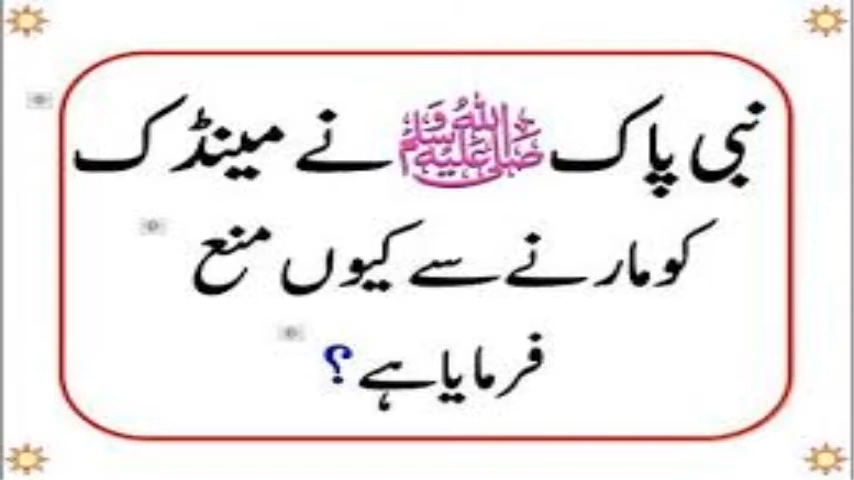 نبی پاک ﷺ نے مینڈک
کو مارنے سے کیوں منع
فرمایا ہے؟